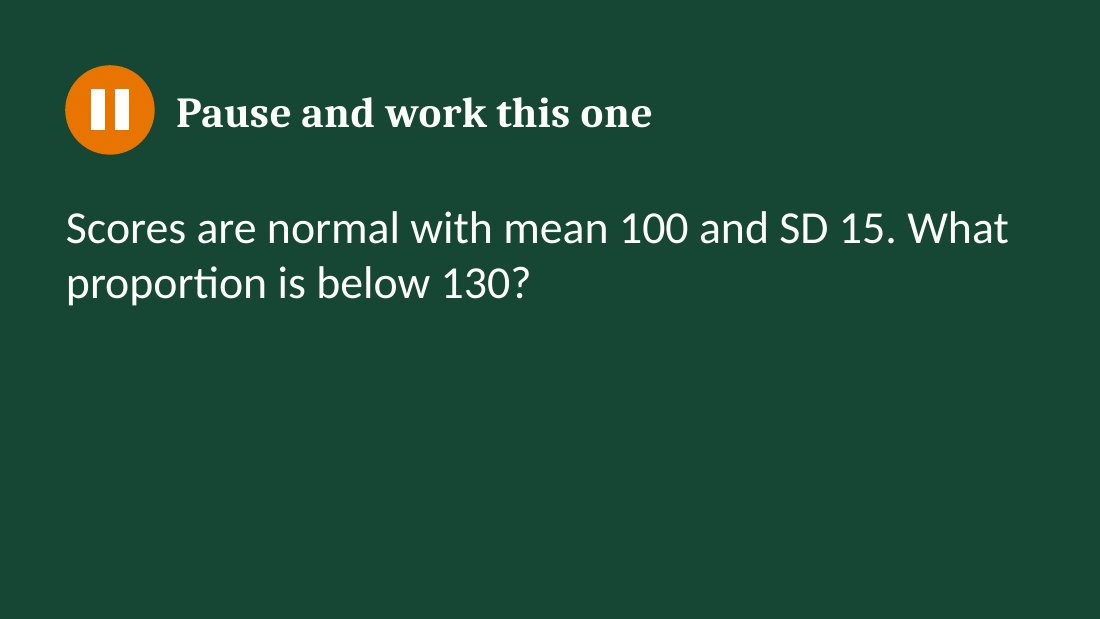 Pause and work this one
Scores are normal with mean 100 and SD 15. What
proportion is below 130?